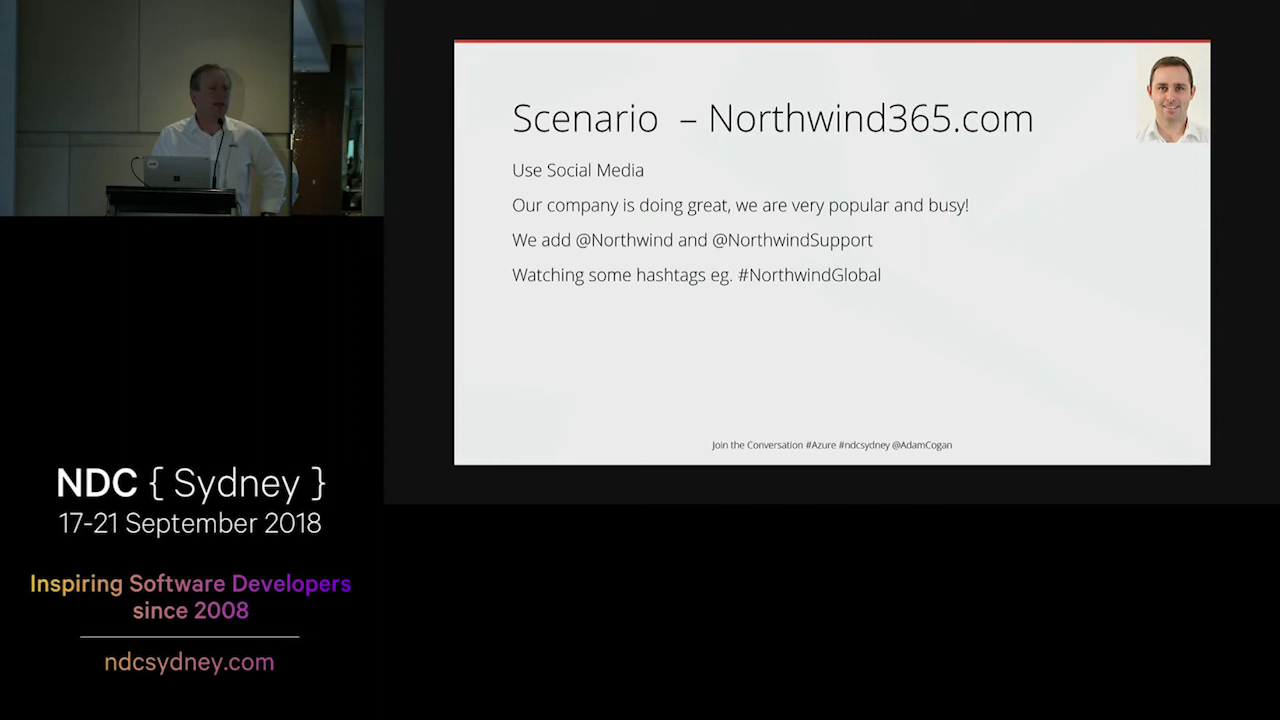 Scenario – Northwind365.com
Use Social Media
Our company is doing great, we are very popular and busy!
We add @Northwind and @NorthwindSupport
Watching some hashtags eg. #NorthwindGlobal
Join the Conversation #Azure #ndcsydney @AdamCogan
NDC { Sydney }
17-21 September 2018
Inspiring Software Developers
since 2008
ndcsydney.com